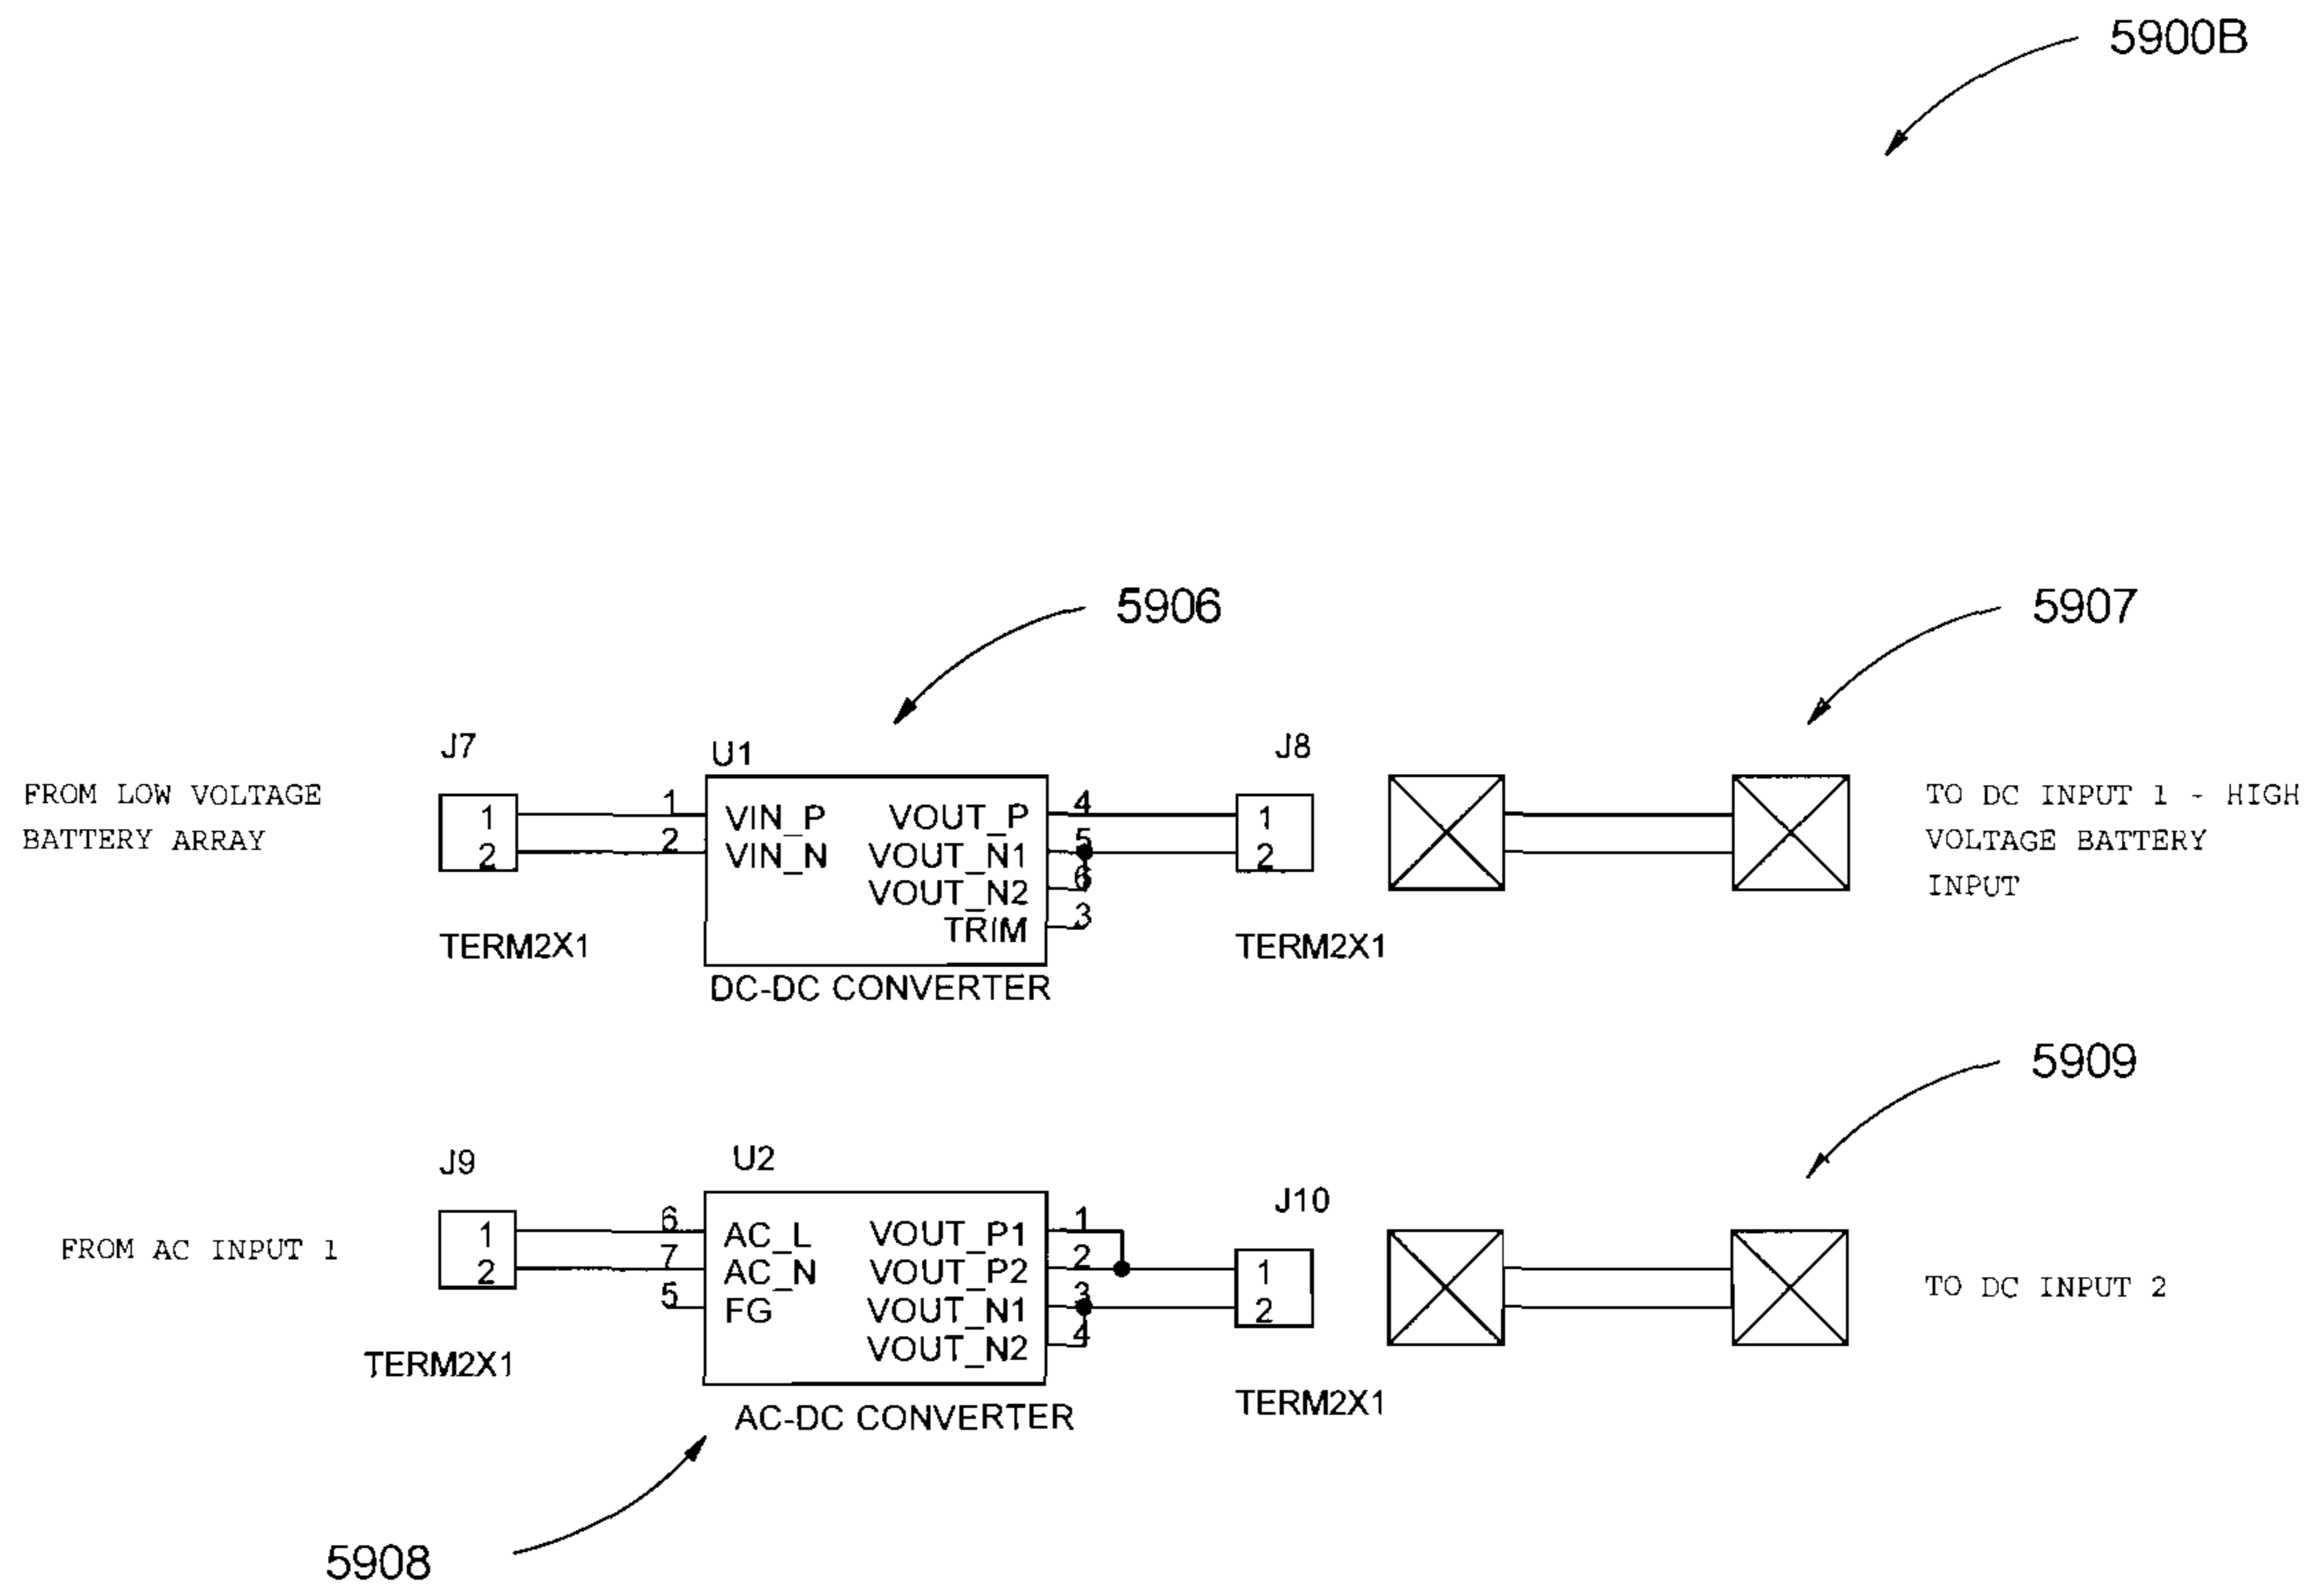 5900B
5906
5907
J7
U1
J8
FROM LOW VOLTAGE
BATTERY ARRAY
1
2
1
2
VIN_P
VIN_N
VOUT_P
VOUT_N1
VOUT_N2
TRIM
4
5
6
3
1
2
TO DC INPUT 1 - HIGH
VOLTAGE BATTERY
INPUT
TERM2X1
TERM2X1
DC-DC CONVERTER
5909
J9
U2
J10
FROM AC INPUT 1
1
2
6
7
5
AC_L
AC_N
FG
VOUT_P1
VOUT_P2
VOUT_N1
VOUT_N2
1
2
3
4
1
2
TO DC INPUT 2
TERM2X1
TERM2X1
AC-DC CONVERTER
5908